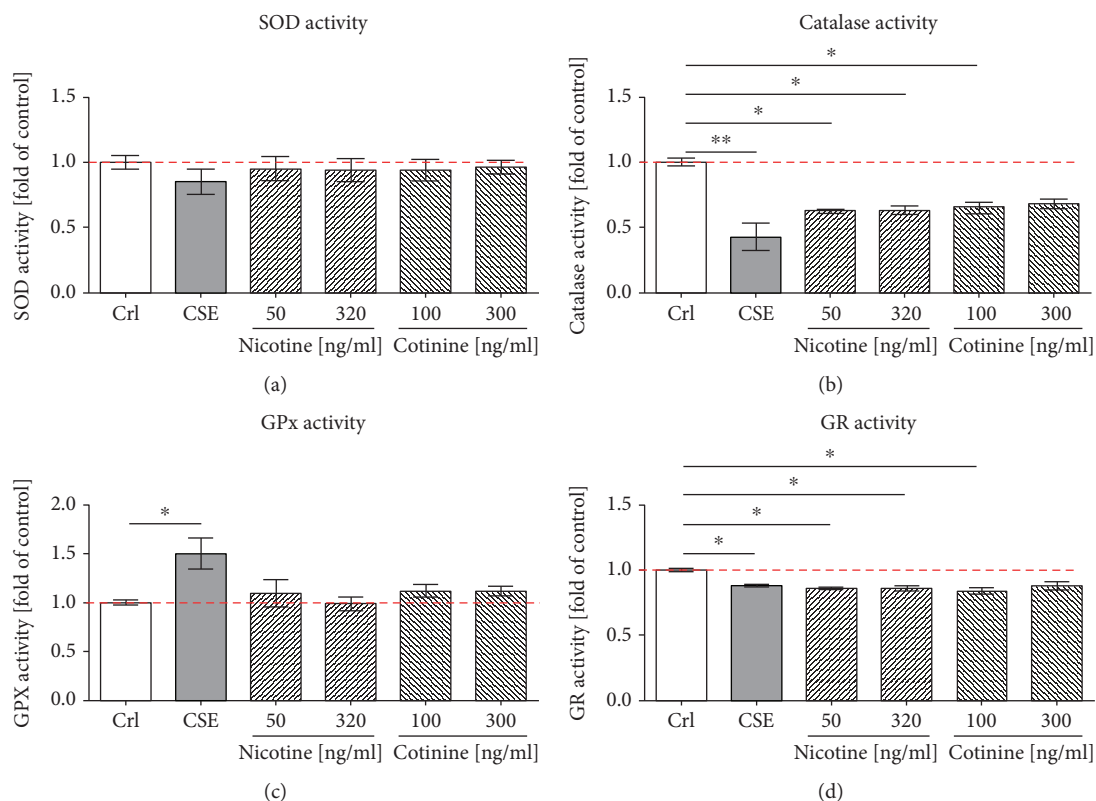 SOD activity
SOD activity [fold of control]
1.5
1.0
0.5
0.0
Crl CSE 50 320 100 300
Nicotine [ng/ml] Cotinine [ng/ml]
(a)
Catalase activity
Catalase activity [fold of control]
*
*
*
**
1.5
1.0
0.5
0.0
Crl CSE 50 320 100 300
Nicotine [ng/ml] Cotinine [ng/ml]
(b)
GPx activity
GPX activity [fold of control]
2.0
*
1.5
1.0
0.5
0.0
Crl CSE 50 320 100 300
Nicotine [ng/ml] Cotinine [ng/ml]
(c)
GR activity
GR activity [fold of control]
*
*
*
*
1.5
1.0
0.5
0.0
Crl CSE 50 320 100 300
Nicotine [ng/ml] Cotinine [ng/ml]
(d)